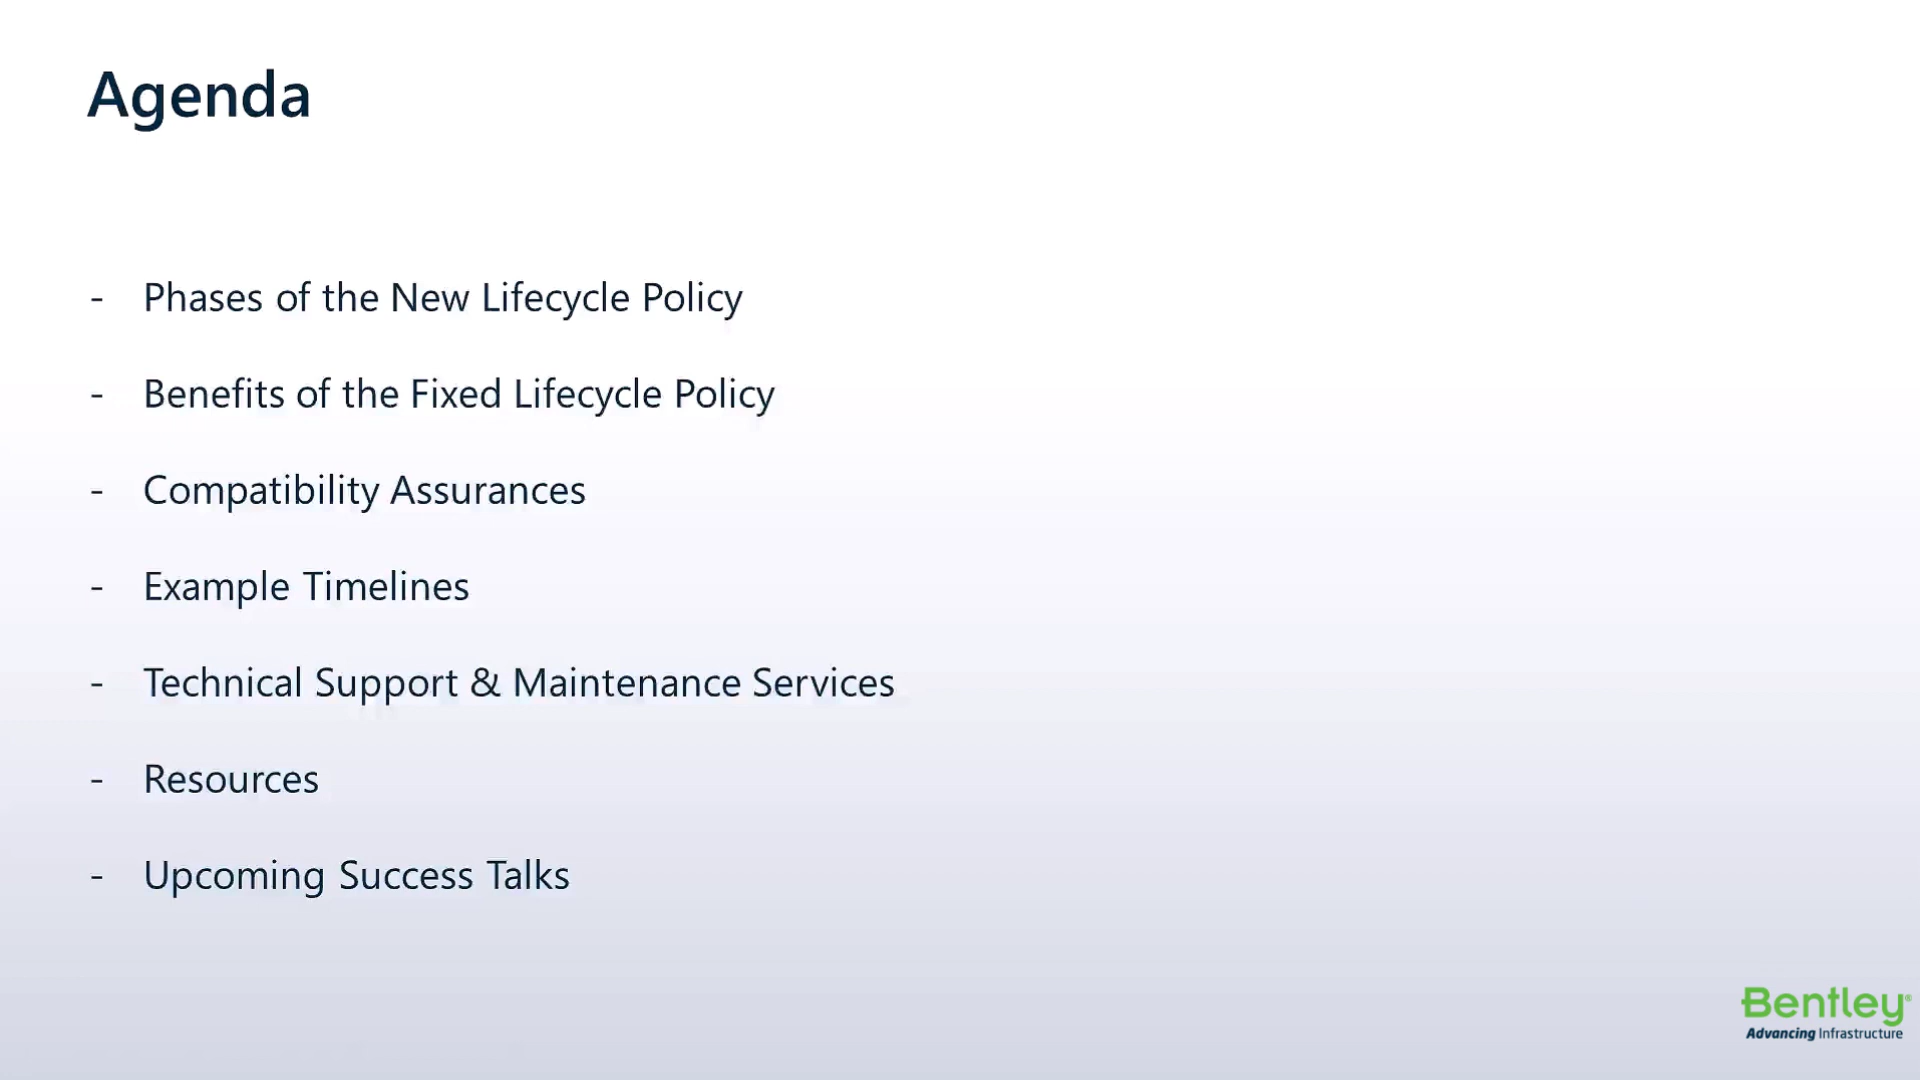 Agenda
- Phases of the New Lifecycle Policy
- Benefits of the Fixed Lifecycle Policy
- Compatibility Assurances
- Example Timelines
- Technical Support & Maintenance Services
- Resources
- Upcoming Success Talks
Bentley®
Advancing Infrastructure